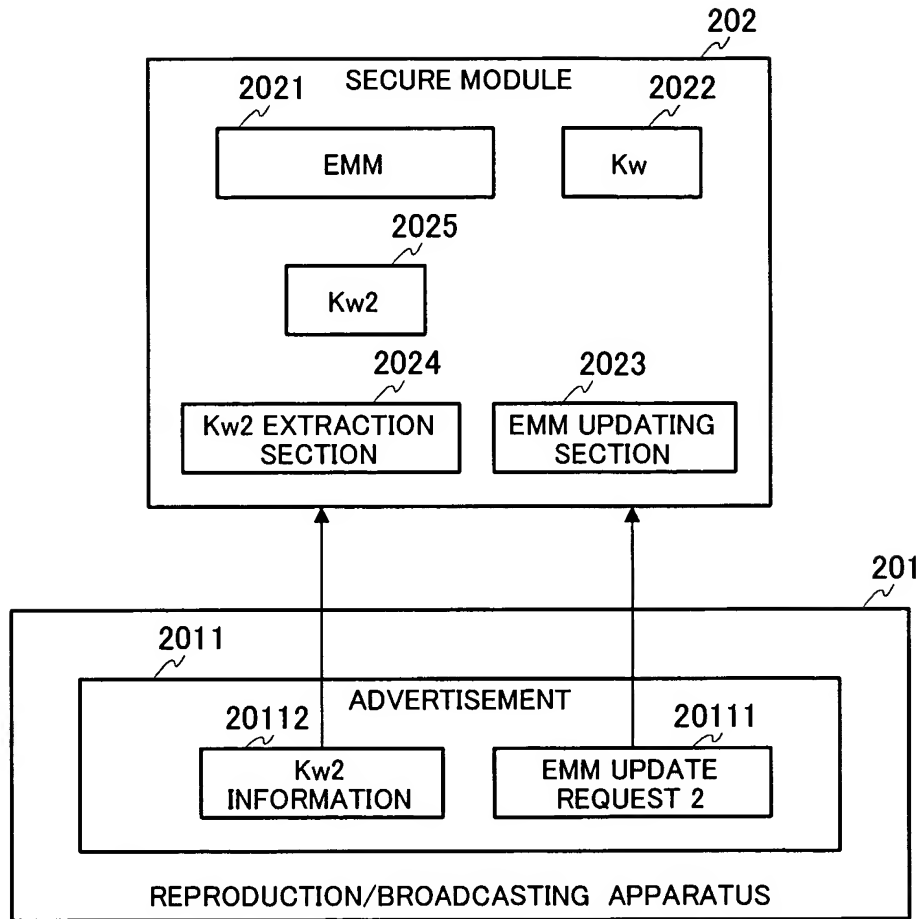 202
SECURE MODULE
2021
2022
EMM
Kw
2025
Kw2
2024
2023
Kw2 EXTRACTION
SECTION
EMM UPDATING
SECTION
201
2011
ADVERTISEMENT
20112
20111
Kw2
INFORMATION
EMM UPDATE
REQUEST 2
REPRODUCTION/BROADCASTING APPARATUS